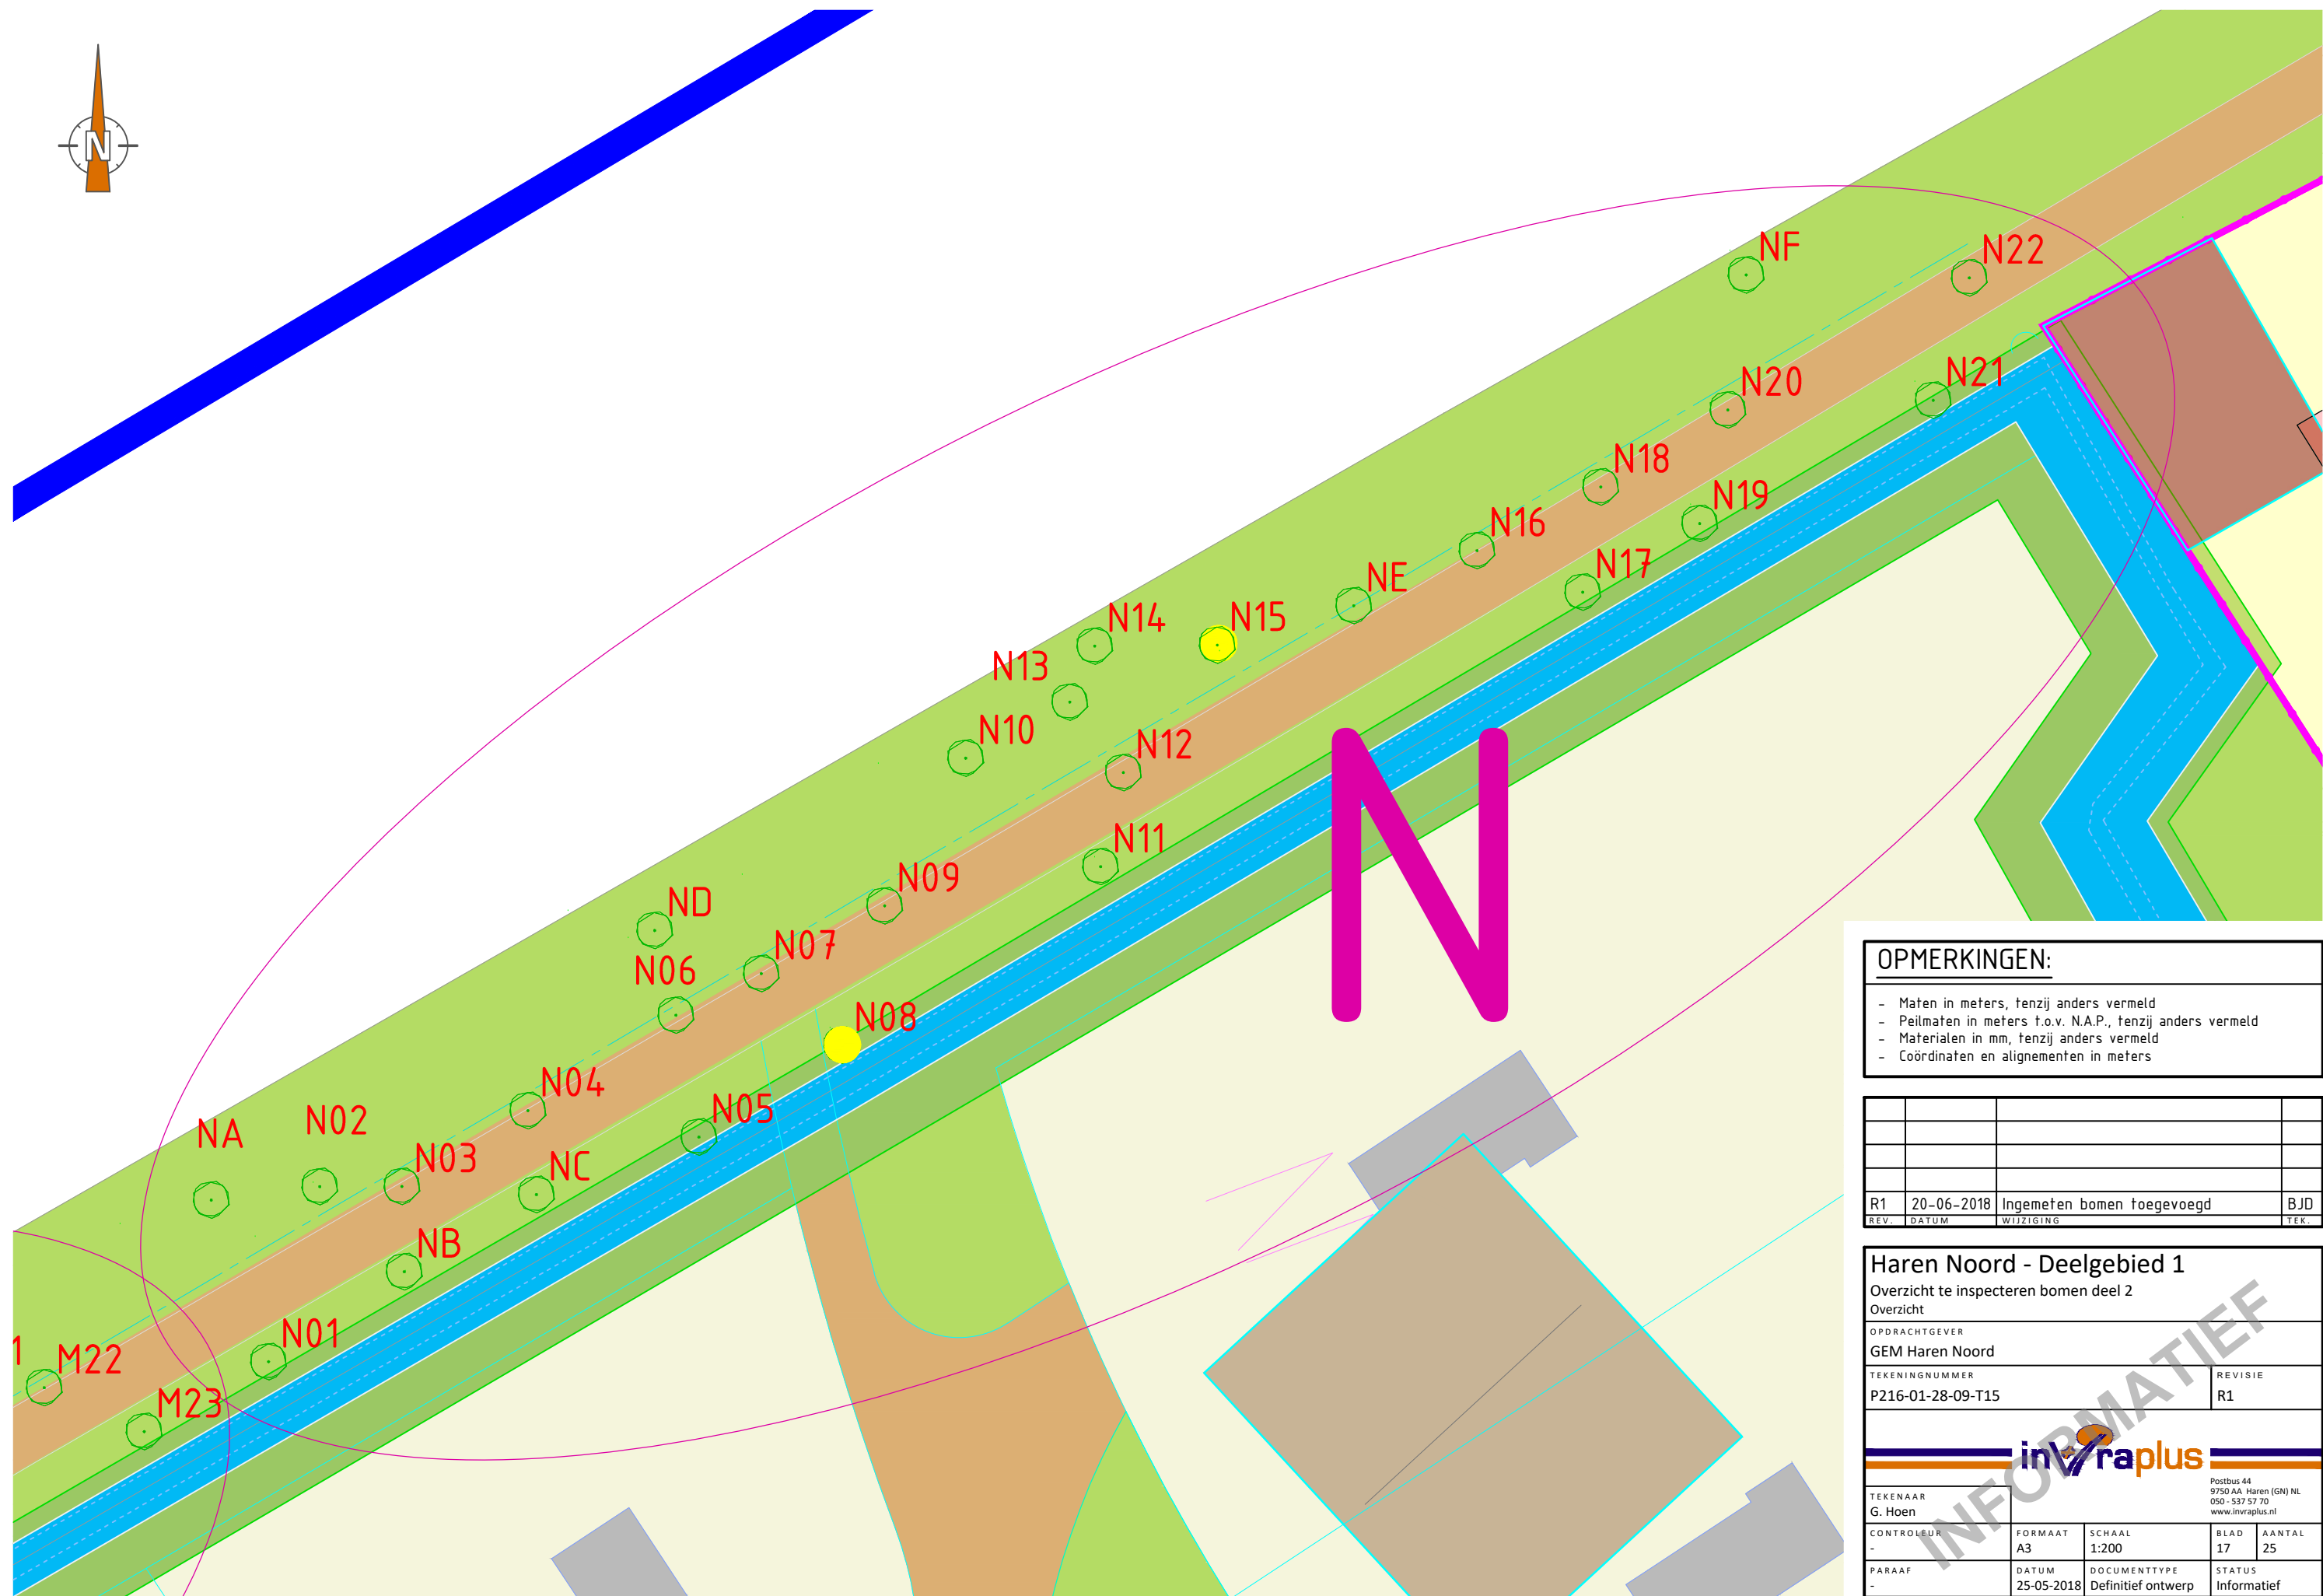 N
NF
N22
N21
N20
N18
N19
N16
N17
NE
N14
N15
N13
N10
N12
N
N11
N09
ND
N07
N06
N08
N04
N05
NA
N02
N03
NC
NB
N01
1
M22
M23
OPMERKINGEN:
- Maten in meters, tenzij anders vermeld
- Peilmaten in meters t.o.v. N.A.P., tenzij anders vermeld
- Materialen in mm, tenzij anders vermeld
- Coördinaten en alignementen in meters
R1 20-06-2018 Ingemeten bomen toegevoegd BJD
REV. DATUM WIJZIGING TEK.
Haren Noord - Deelgebied 1
Overzicht te inspecteren bomen deel 2
Overzicht
OPDRACHTGEVER
GEM Haren Noord
TEKENINGNUMMER REVISIE
P216-01-28-09-T15 R1
invraplus
Postbus 44
9750 AA Haren (GN) NL
050 - 537 57 70
www.invraplus.nl
TEKENAAR
G. Hoen
CONTROLEUR FORMAAT SCHAAL BLAD AANTAL
- A3 1:200 17 25
PARAAF DATUM DOCUMENTTYPE STATUS
- 25-05-2018 Definitief ontwerp Informatief
INFORMATIEF